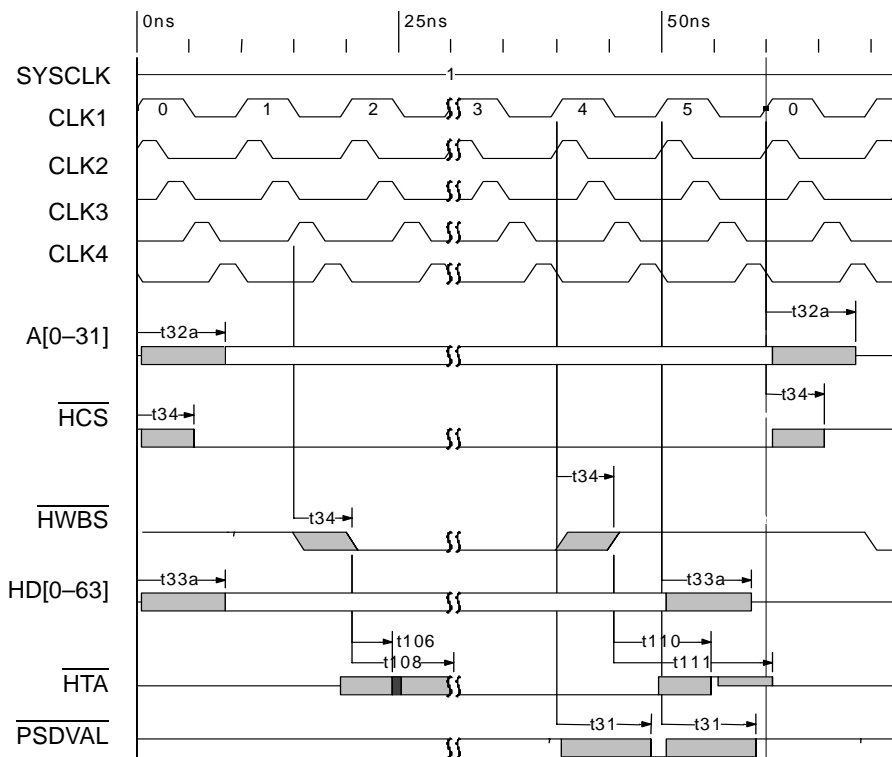 0ns 25ns 50ns
SYSCLK 1
CLK1 0 1 2 3 4 5 0
CLK2
CLK3
CLK4
t32a
A[0–31] t32a
t34
HCS t34
t34
HWBS t34
HD[0–63] t33a t33a
t106 t110
t108 t111
HTA
PSDVAL t31 t31